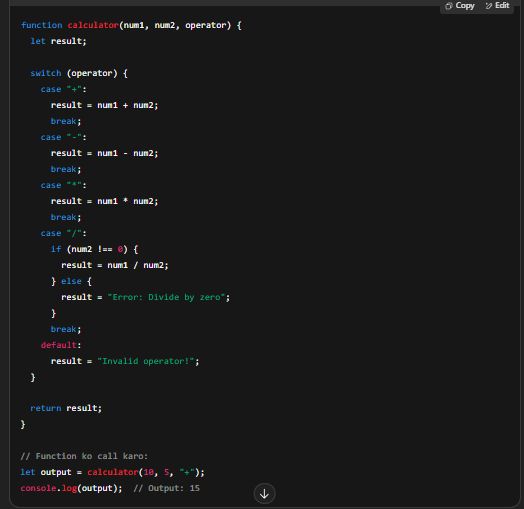 Copy Edit
function calculator(num1, num2, operator) {
  let result;

  switch (operator) {
    case "+":
      result = num1 + num2;
      break;
    case "-":
      result = num1 - num2;
      break;
    case "*":
      result = num1 * num2;
      break;
    case "/":
      if (num2 !== 0) {
        result = num1 / num2;
      } else {
        result = "Error: Divide by zero";
      }
      break;
    default:
      result = "Invalid operator!";
  }

  return result;
}

// Function ko call karo:
let output = calculator(10, 5, "+");
console.log(output);  // Output: 15